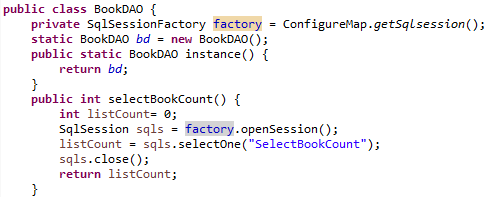 public class BookDAO {
    private SqlSessionFactory factory = ConfigureMap.getSqlsession();
    static BookDAO bd = new BookDAO();
    public static BookDAO instance() {
        return bd;
    }
    public int selectBookCount() {
        int listCount= 0;
        SqlSession sqls = factory.openSession();
        listCount = sqls.selectOne("SelectBookCount");
        sqls.close();
        return listCount;
    }